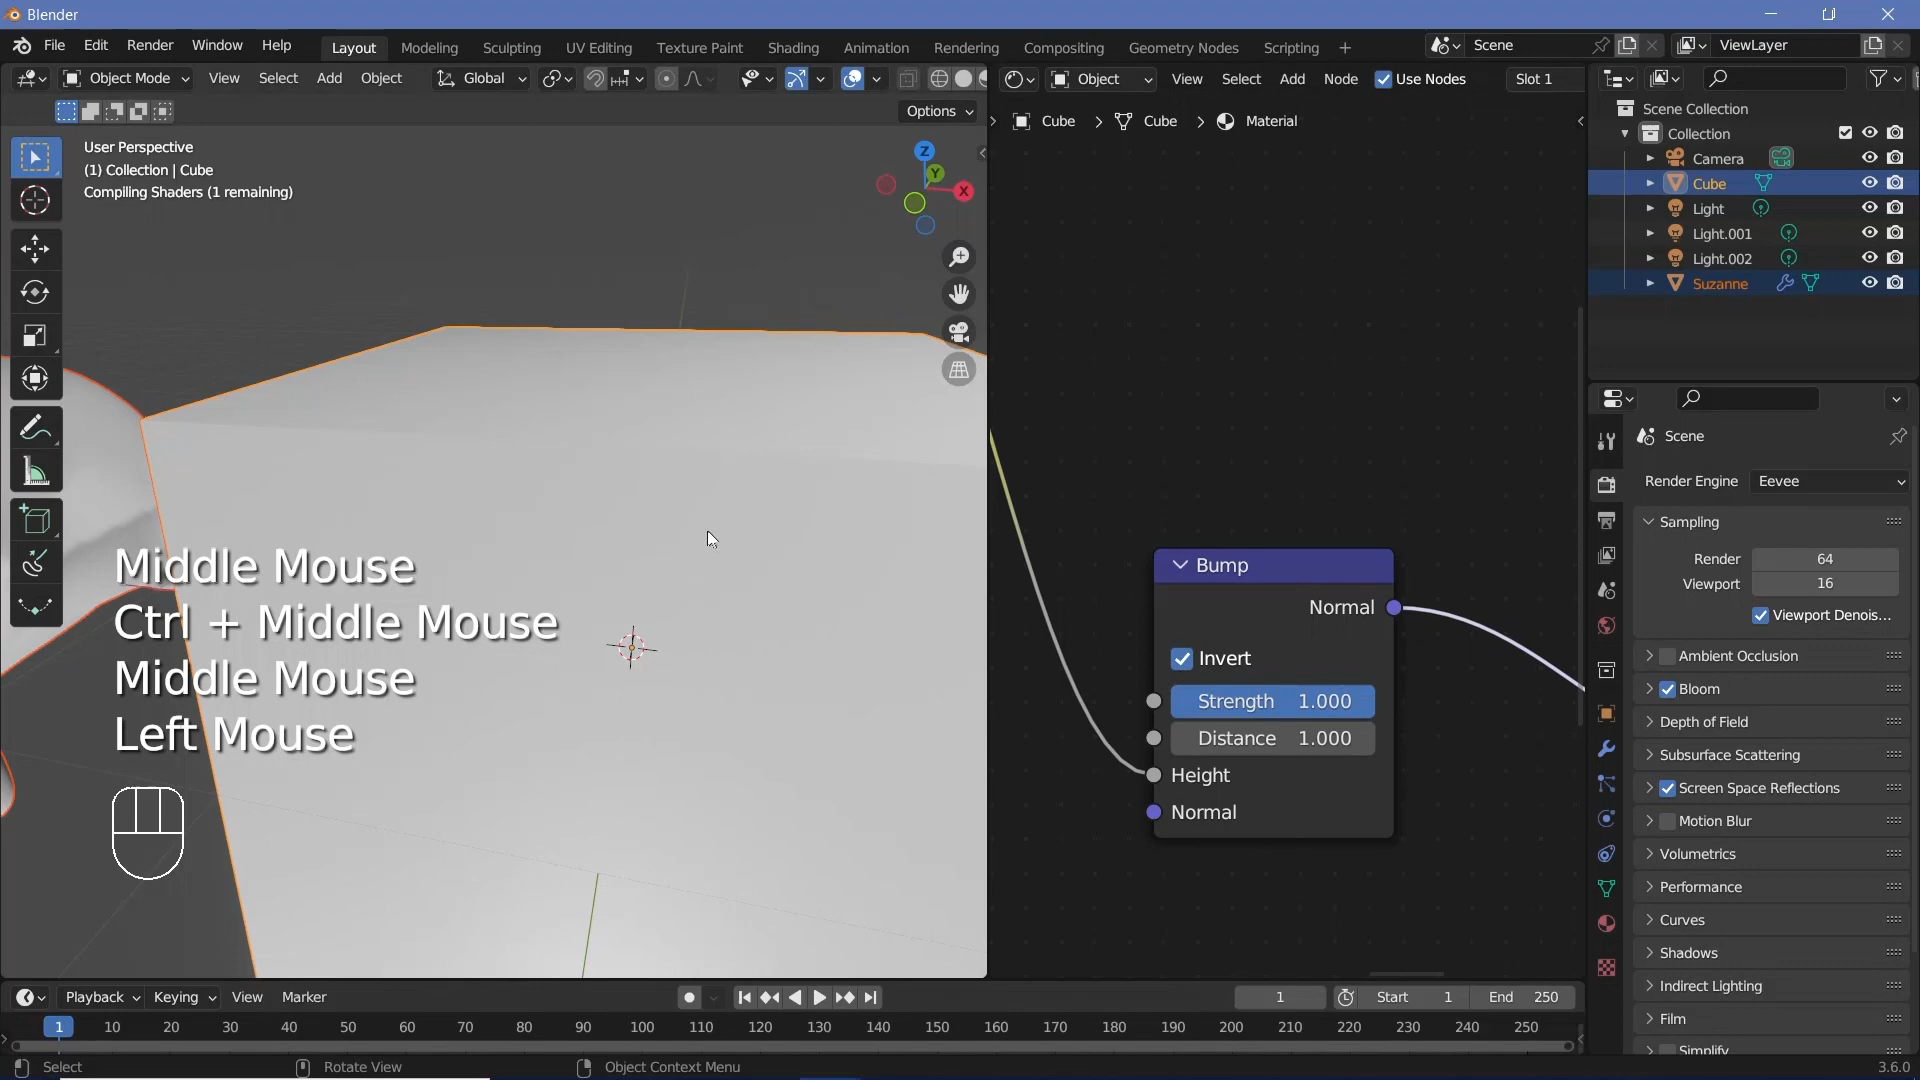 Blender
File Edit Render Window Help
Layout Modeling Sculpting UV Editing Texture Paint Shading Animation Rendering Compositing Geometry Nodes Scripting +
Scene
ViewLayer
Object Mode View Select Add Object
Global
Object View Select Add Node Use Nodes Slot 1
Options
User Perspective
(1) Collection | Cube
Compiling Shaders (1 remaining)
Z
Y
X
Cube > Cube > Material
Scene Collection
Collection
Camera
Cube
Light
Light.001
Light.002
Suzanne
Middle Mouse
Ctrl + Middle Mouse
Middle Mouse
Left Mouse
Bump
Normal
Invert
Strength 1.000
Distance 1.000
Height
Normal
Scene
Render Engine Eevee
Sampling
Render 64
Viewport 16
Viewport Denois...
Ambient Occlusion
Bloom
Depth of Field
Subsurface Scattering
Screen Space Reflections
Motion Blur
Volumetrics
Performance
Curves
Shadows
Indirect Lighting
Film
Simplify
Playback Keying View Marker
1 Start 1 End 250
1 10 20 30 40 50 60 70 80 90 100 110 120 130 140 150 160 170 180 190 200 210 220 230 240 250
Select Rotate View Object Context Menu 3.6.0